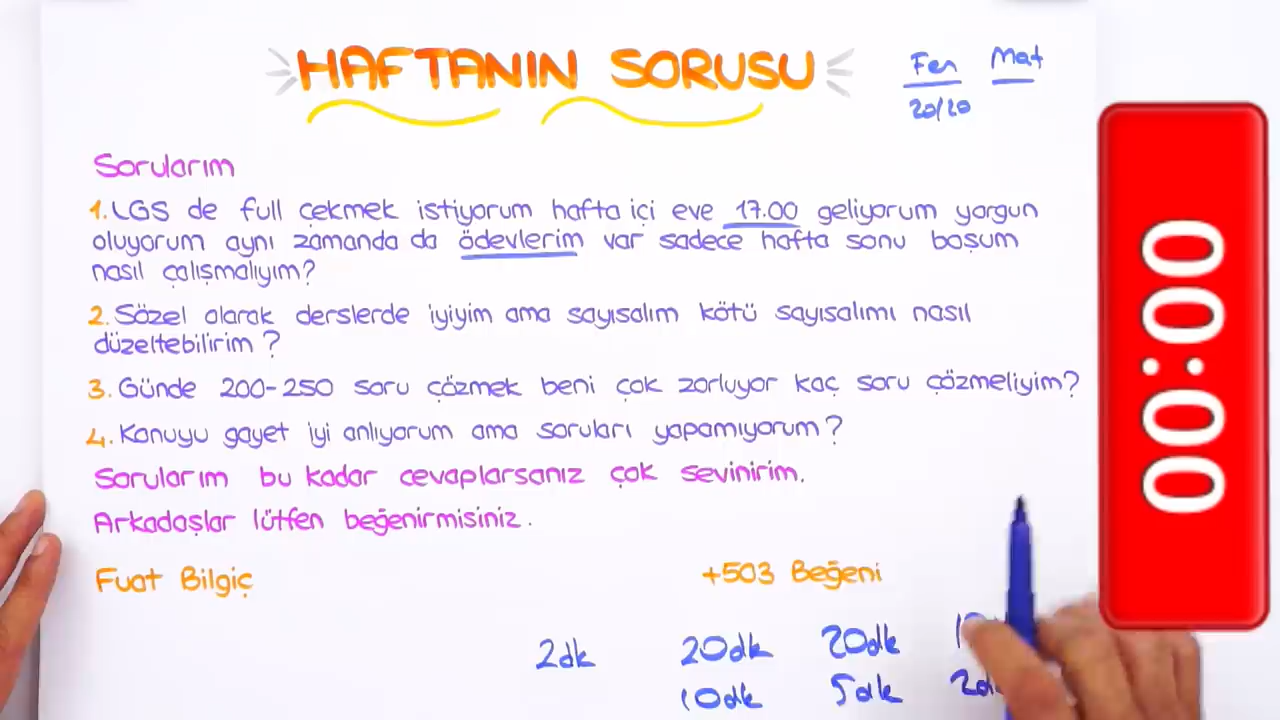 HAFTANIN SORUSU
Fen Mat
20/20
Sorularım
1.LGS de full çekmek istiyorum hafta içi eve 17.00 geliyorum yorgun
oluyorum aynı zamanda da ödevlerim var sadece hafta sonu boşum
nasıl çalışmalıyım?
2.Sözel olarak derslerde iyiyim ama sayısalım kötü sayısalımı nasıl
düzeltebilirim ?
3.Günde 200-250 soru çözmek beni çok zorluyor kaç soru çözmeliyim?
4.Konuyu gayet iyi anlıyorum ama soruları yapamıyorum?
Sorularım bu kadar cevaplarsanız çok sevinirim.
Arkadaşlar lütfen beğenirmisiniz.
Fuat Bilgiç
+503 Beğeni
2dk 20dk 20dk
10dk 5dk
00:00